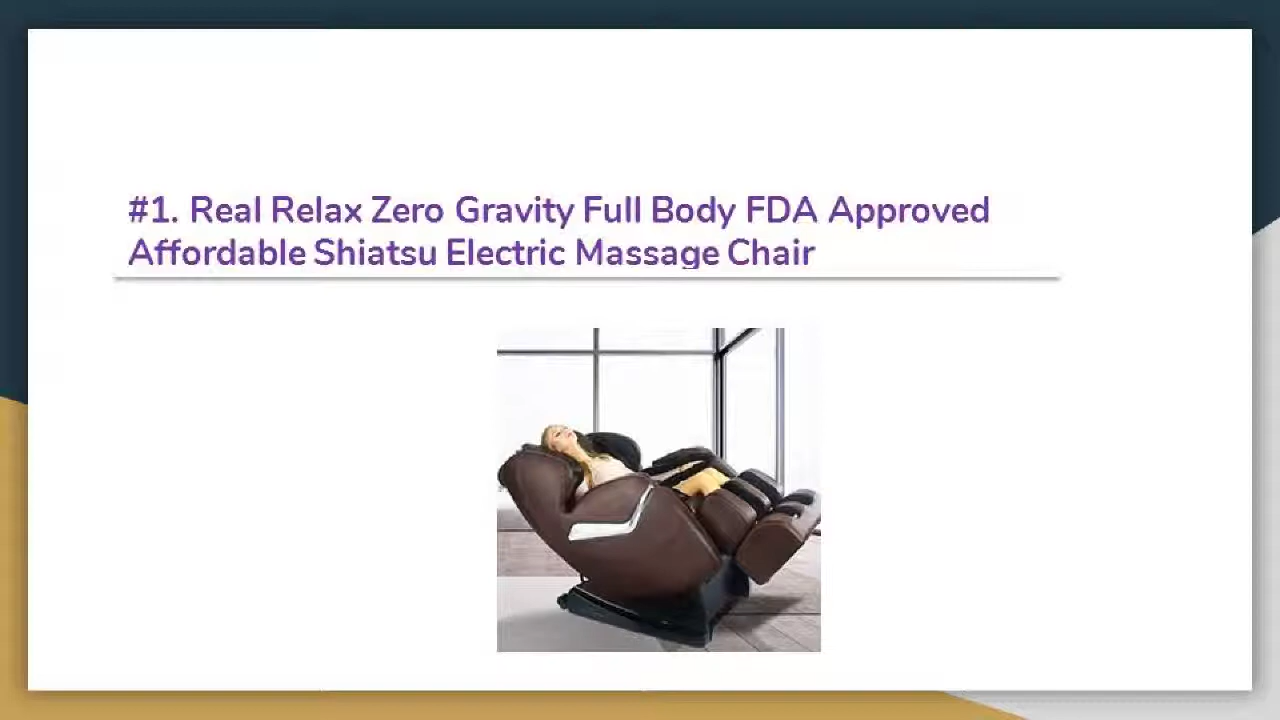 #1. Real Relax Zero Gravity Full Body FDA Approved
Affordable Shiatsu Electric Massage Chair